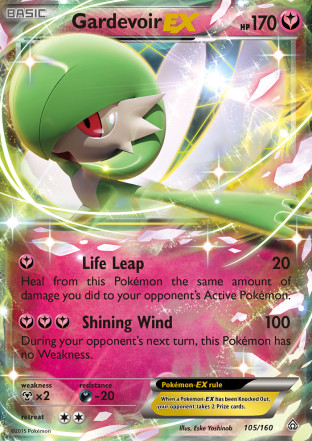 BASIC
Gardevoir EX HP 170
Life Leap 20
Heal from this Pokémon the same amount of
damage you did to your opponent's Active Pokémon.
Shining Wind 100
During your opponent's next turn, this Pokémon has
no Weakness.
weakness resistance
×2 -20
retreat
Pokémon-EX rule
When a Pokémon-EX has been Knocked Out,
your opponent takes 2 Prize cards.
©2015 Pokémon
Illus. Eske Yoshinob
105/160